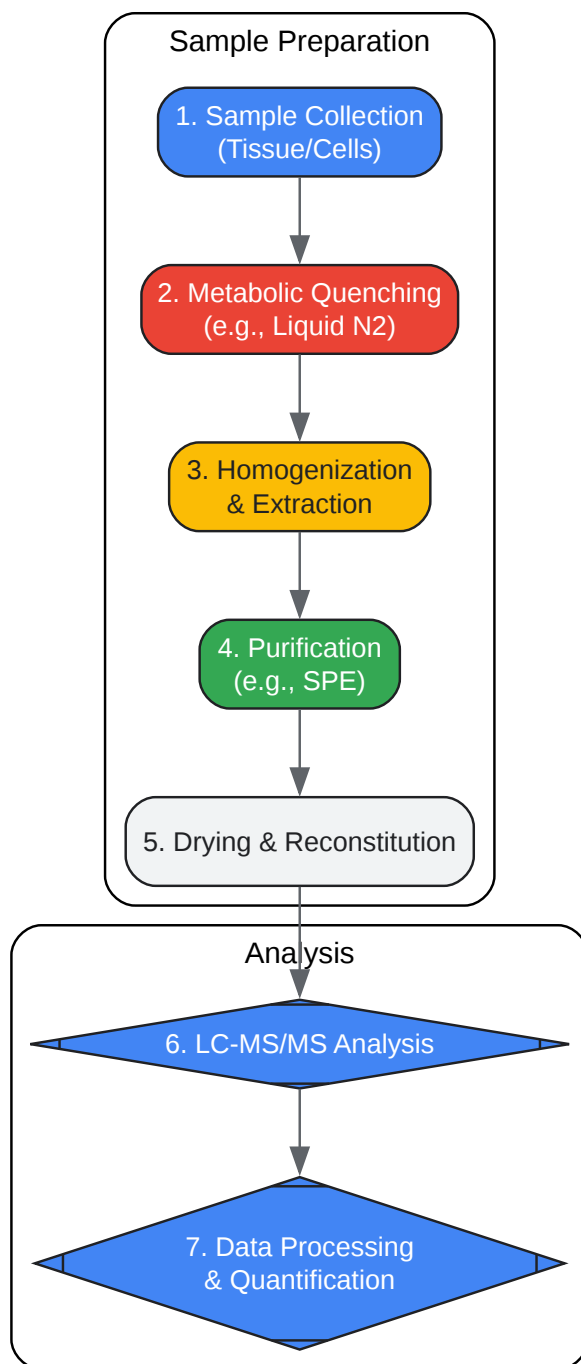 Sample Preparation
1. Sample Collection
(Tissue/Cells)
2. Metabolic Quenching
(e.g., Liquid N2)
3. Homogenization
& Extraction
4. Purification
(e.g., SPE)
5. Drying & Reconstitution
Analysis
6. LC-MS/MS Analysis
7. Data Processing
& Quantification